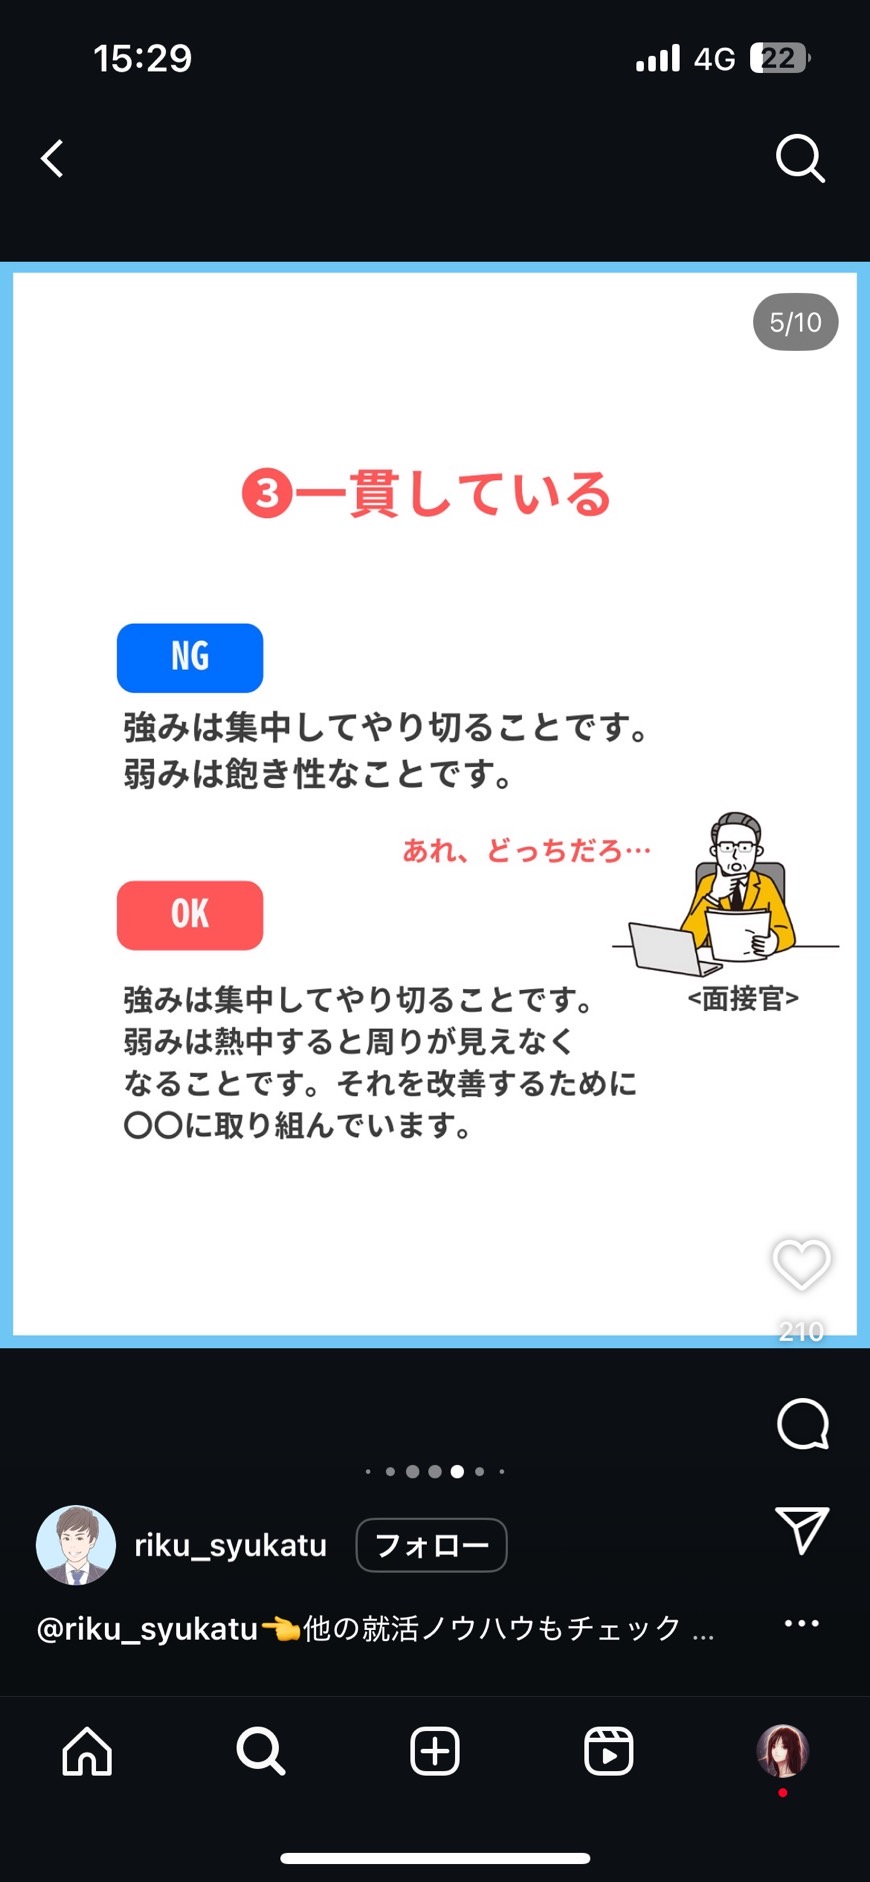 15:29
4G
22
5/10
❸一貫している
NG
強みは集中してやり切ることです。
弱みは飽き性なことです。
あれ、どっちだろ…
OK
強みは集中してやり切ることです。
弱みは熱中すると周りが見えなく
なることです。それを改善するために
〇〇に取り組んでいます。
<面接官>
210
riku_syukatu
フォロー
@riku_syukatu👈他の就活ノウハウもチェック ...